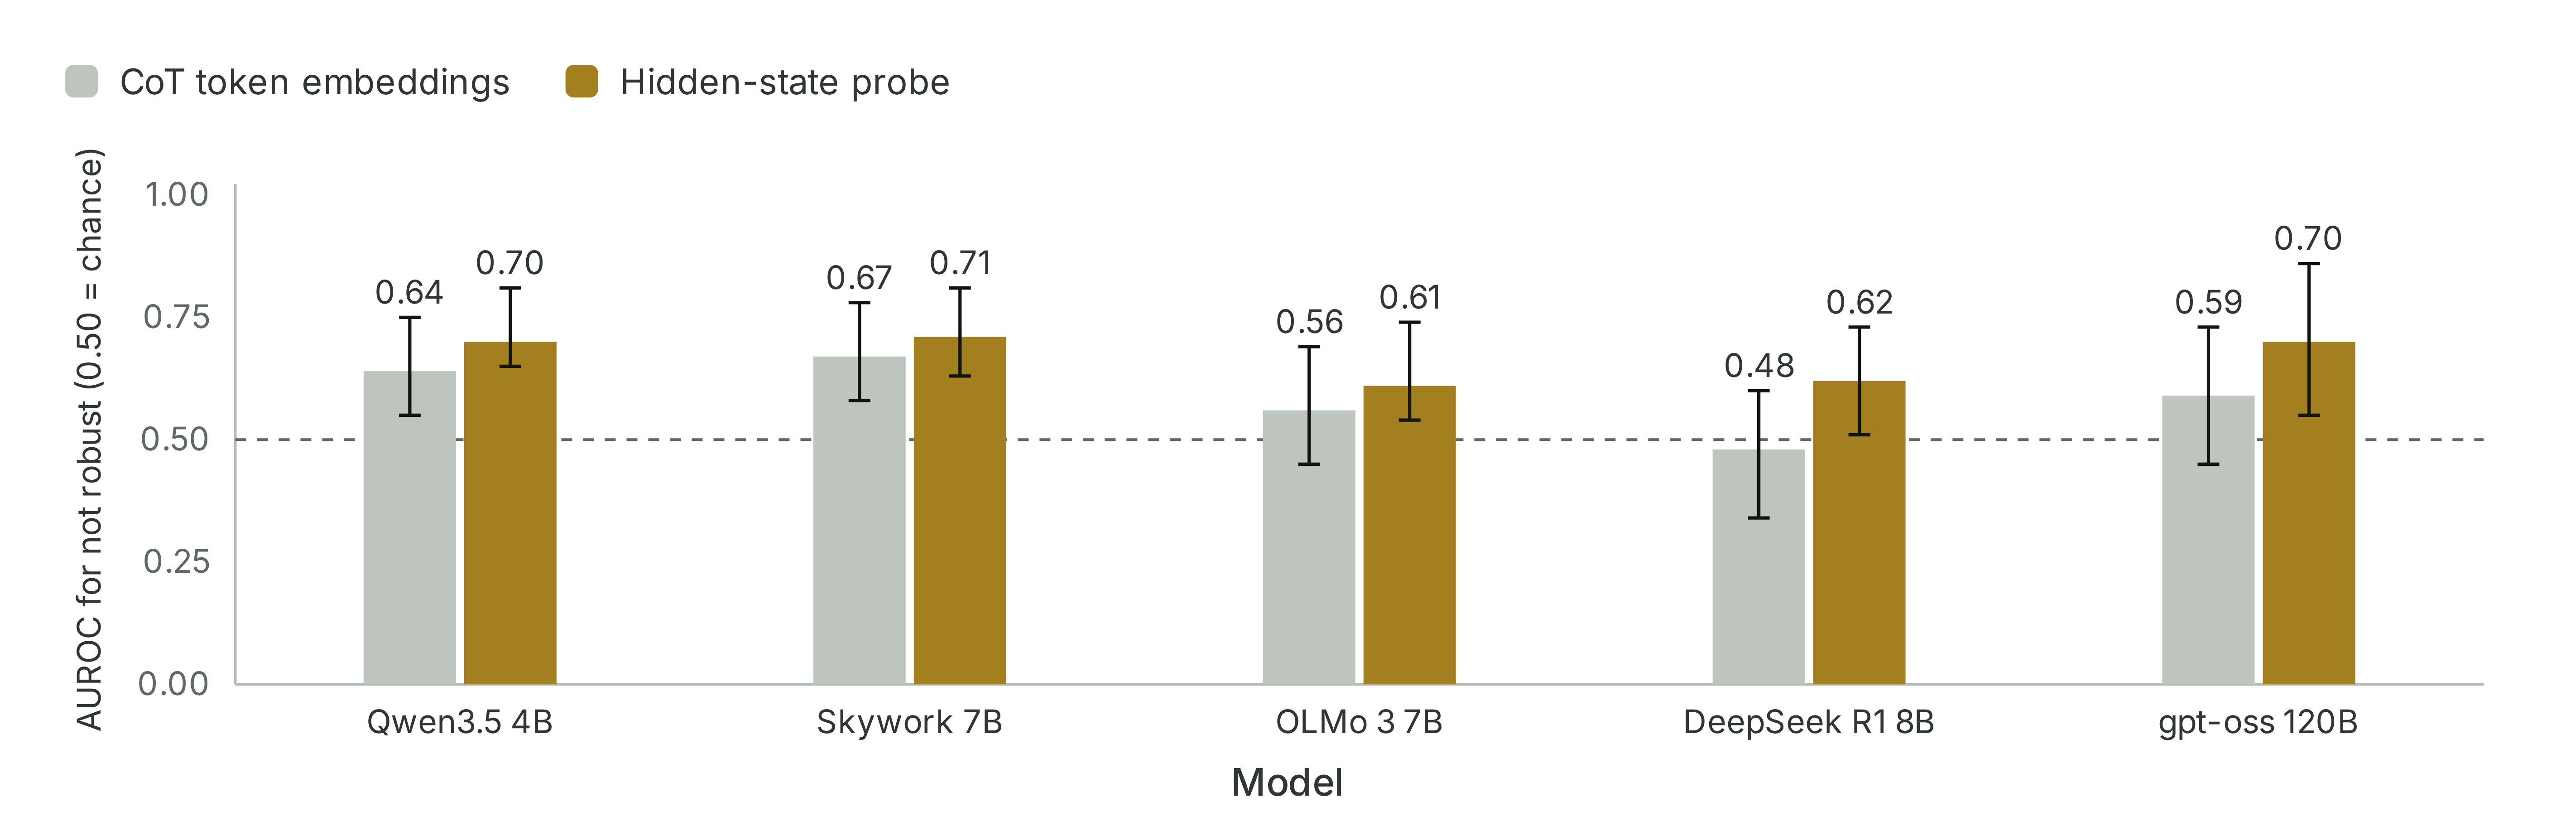 CoT token embeddings
Hidden-state probe
AUROC for not robust (0.50 = chance)
1.00
0.75
0.50
0.25
0.00
0.64
0.70
0.67
0.71
0.56
0.61
0.48
0.62
0.59
0.70
Qwen3.5 4B
Skywork 7B
OLMo 3 7B
DeepSeek R1 8B
gpt-oss 120B
Model